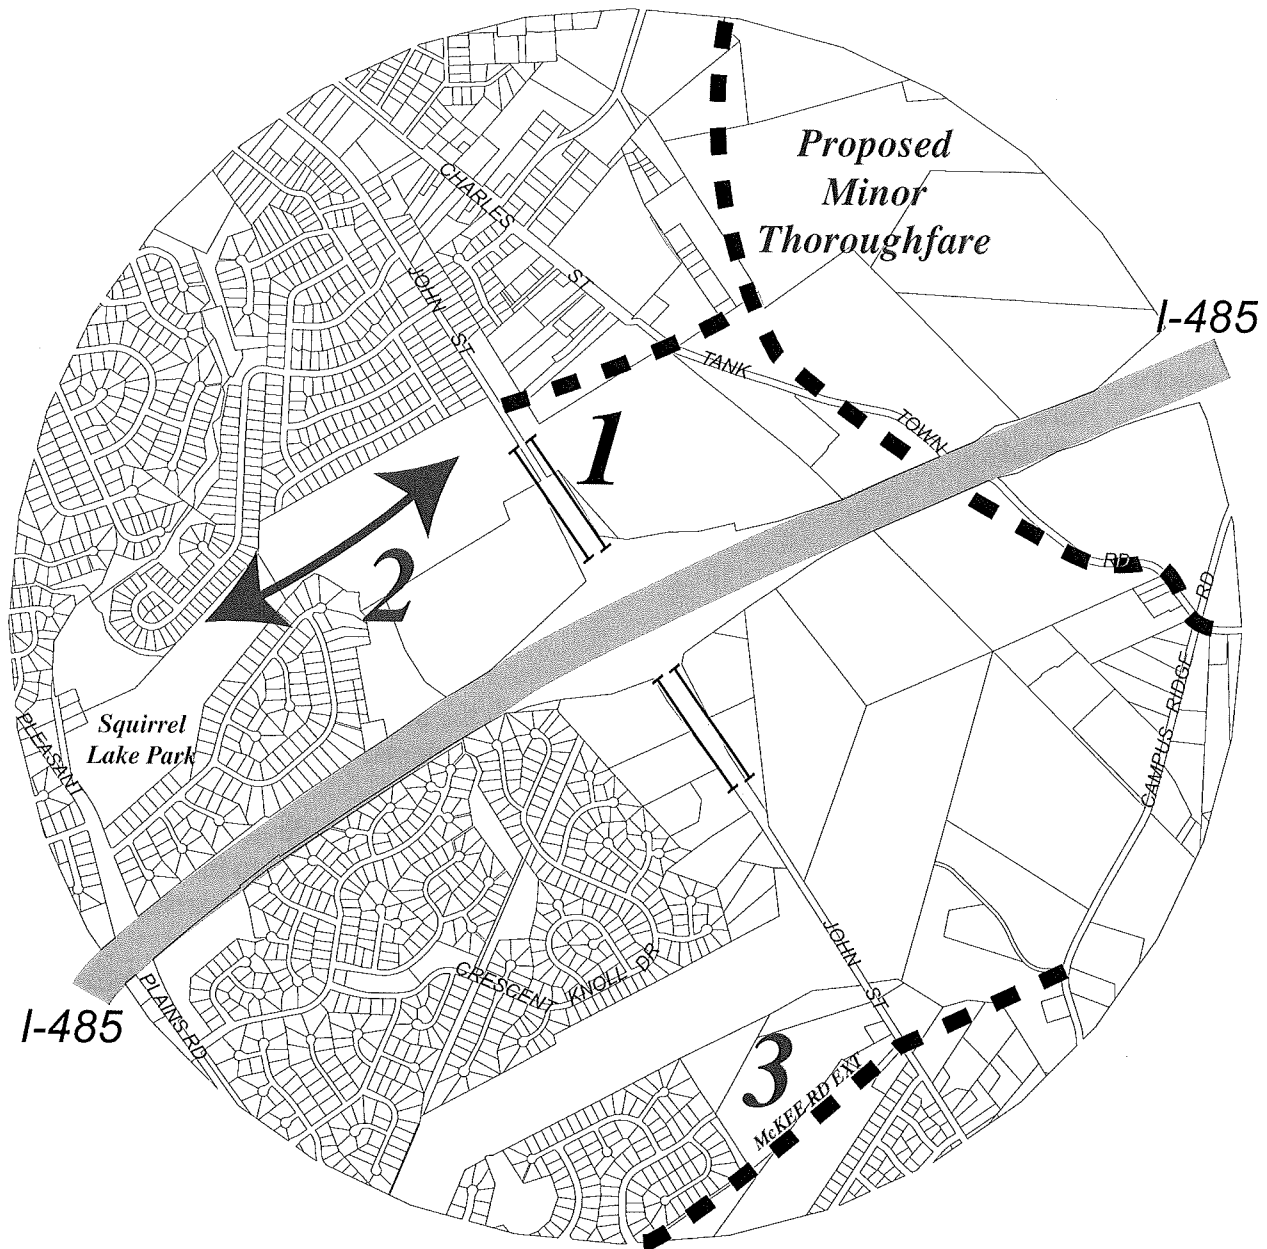 Proposed
Minor
Thoroughfare
CHARLES ST
JOHN ST
I-485
TANK TOWN RD
1
2
Squirrel
Lake Park
PLEASANT PLAINS RD
CAMPUS RIDGE RD
CRESCENT KNOLL DR
JOHN ST
I-485
3
McKEE RD EXT